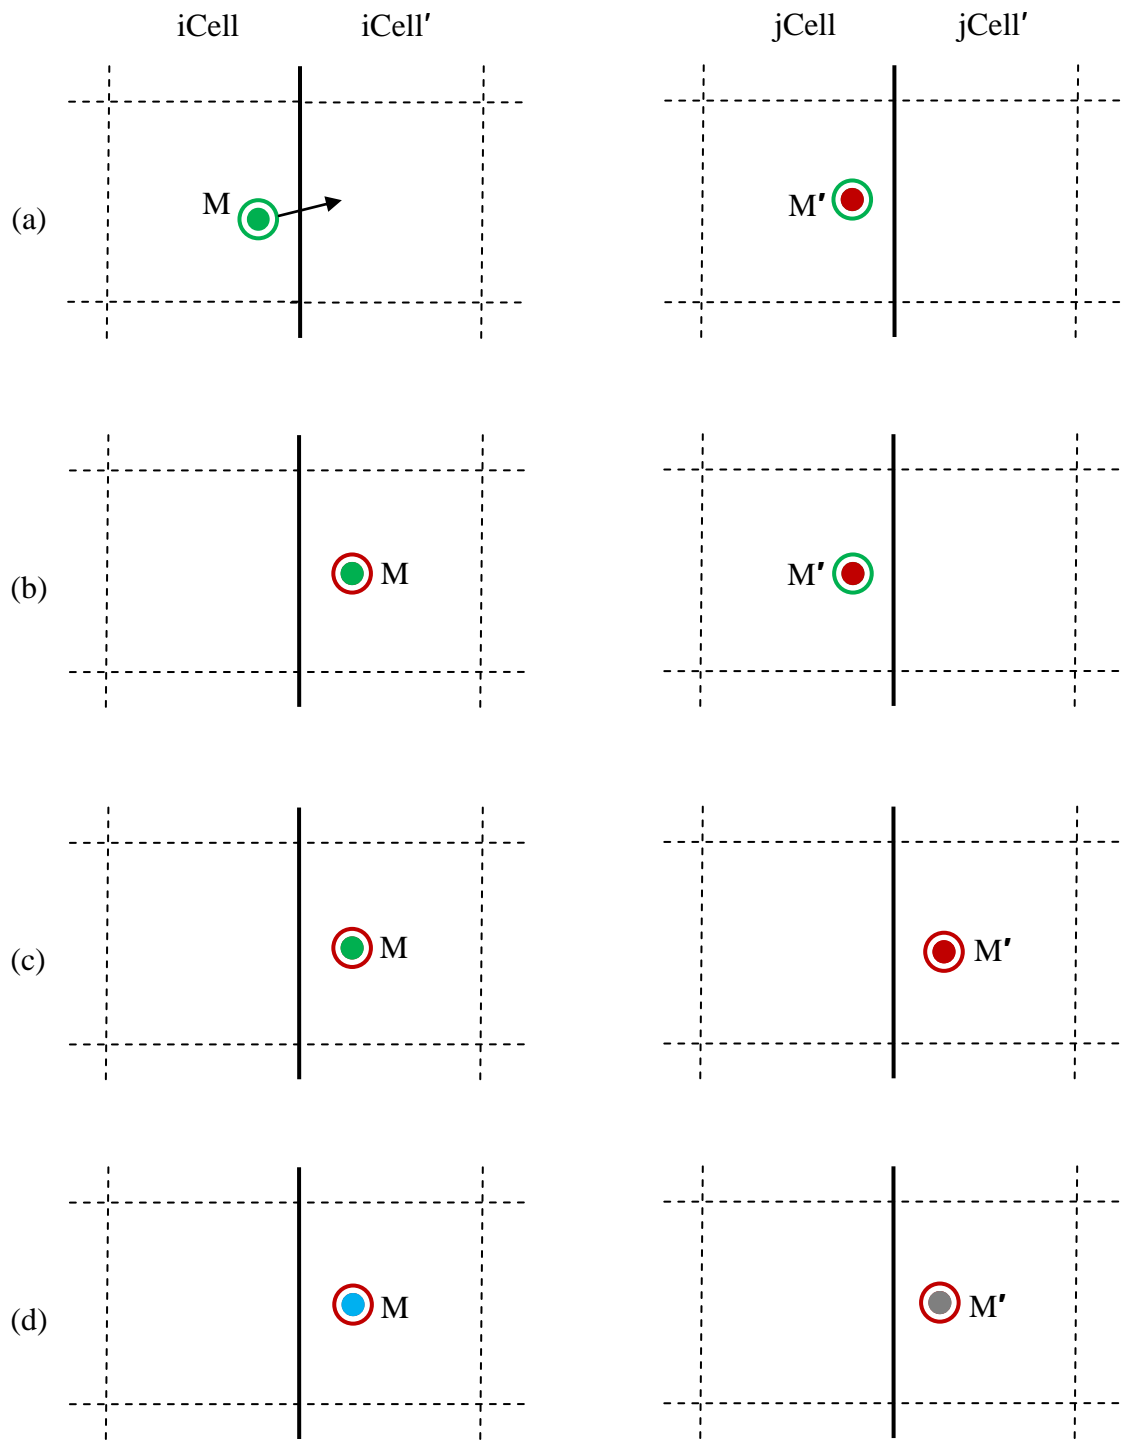 iCell iCell′ jCell jCell′
(a) M M′
(b) M M′
(c) M M′
(d) M M′